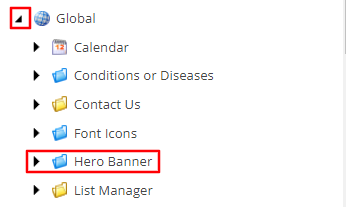 Global
Calendar
Conditions or Diseases
Contact Us
Font Icons
Hero Banner
List Manager